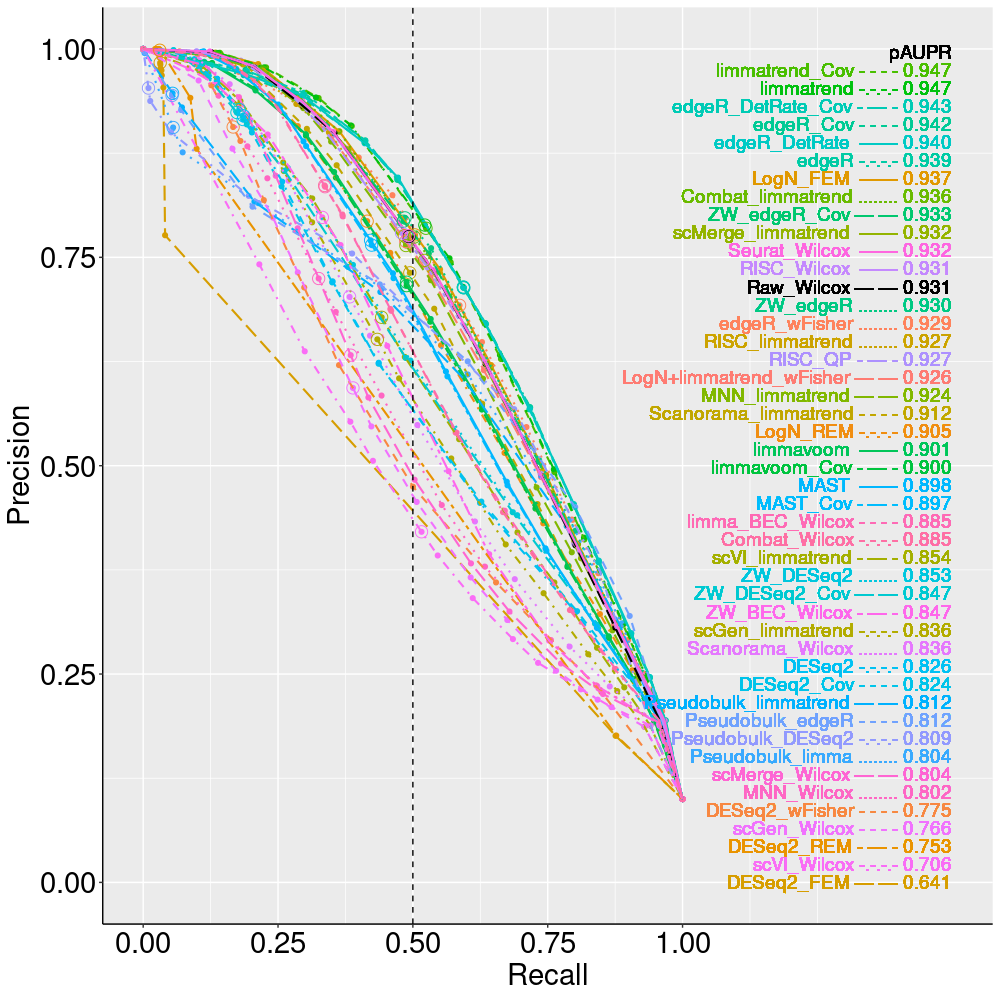 pAUPR
limmatrend_Cov 0.947
limmatrend 0.947
edgeR_DetRate_Cov 0.943
edgeR_Cov 0.942
edgeR_DetRate 0.940
edgeR 0.939
LogN_FEM 0.937
Combat_limmatrend 0.936
ZW_edgeR_Cov 0.933
scMerge_limmatrend 0.932
Seurat_Wilcox 0.932
RISC_Wilcox 0.931
Raw_Wilcox 0.931
ZW_edgeR 0.930
edgeR_wFisher 0.929
RISC_limmatrend 0.927
RISC_QP 0.927
LogN+limmatrend_wFisher 0.926
MNN_limmatrend 0.924
Scanorama_limmatrend 0.912
LogN_REM 0.905
limmavoom 0.901
limmavoom_Cov 0.900
MAST 0.898
MAST_Cov 0.897
limma_BEC_Wilcox 0.885
Combat_Wilcox 0.885
scVI_limmatrend 0.854
ZW_DESeq2 0.853
ZW_DESeq2_Cov 0.847
ZW_BEC_Wilcox 0.847
scGen_limmatrend 0.836
Scanorama_Wilcox 0.836
DESeq2 0.826
DESeq2_Cov 0.824
Pseudobulk_limmatrend 0.812
Pseudobulk_edgeR 0.812
Pseudobulk_DESeq2 0.809
Pseudobulk_limma 0.804
scMerge_Wilcox 0.804
MNN_Wilcox 0.802
DESeq2_wFisher 0.775
scGen_Wilcox 0.766
DESeq2_REM 0.753
scVI_Wilcox 0.706
DESeq2_FEM 0.641
Precision
1.00
0.75
0.50
0.25
0.00
0.00 0.25 0.50 0.75 1.00
Recall